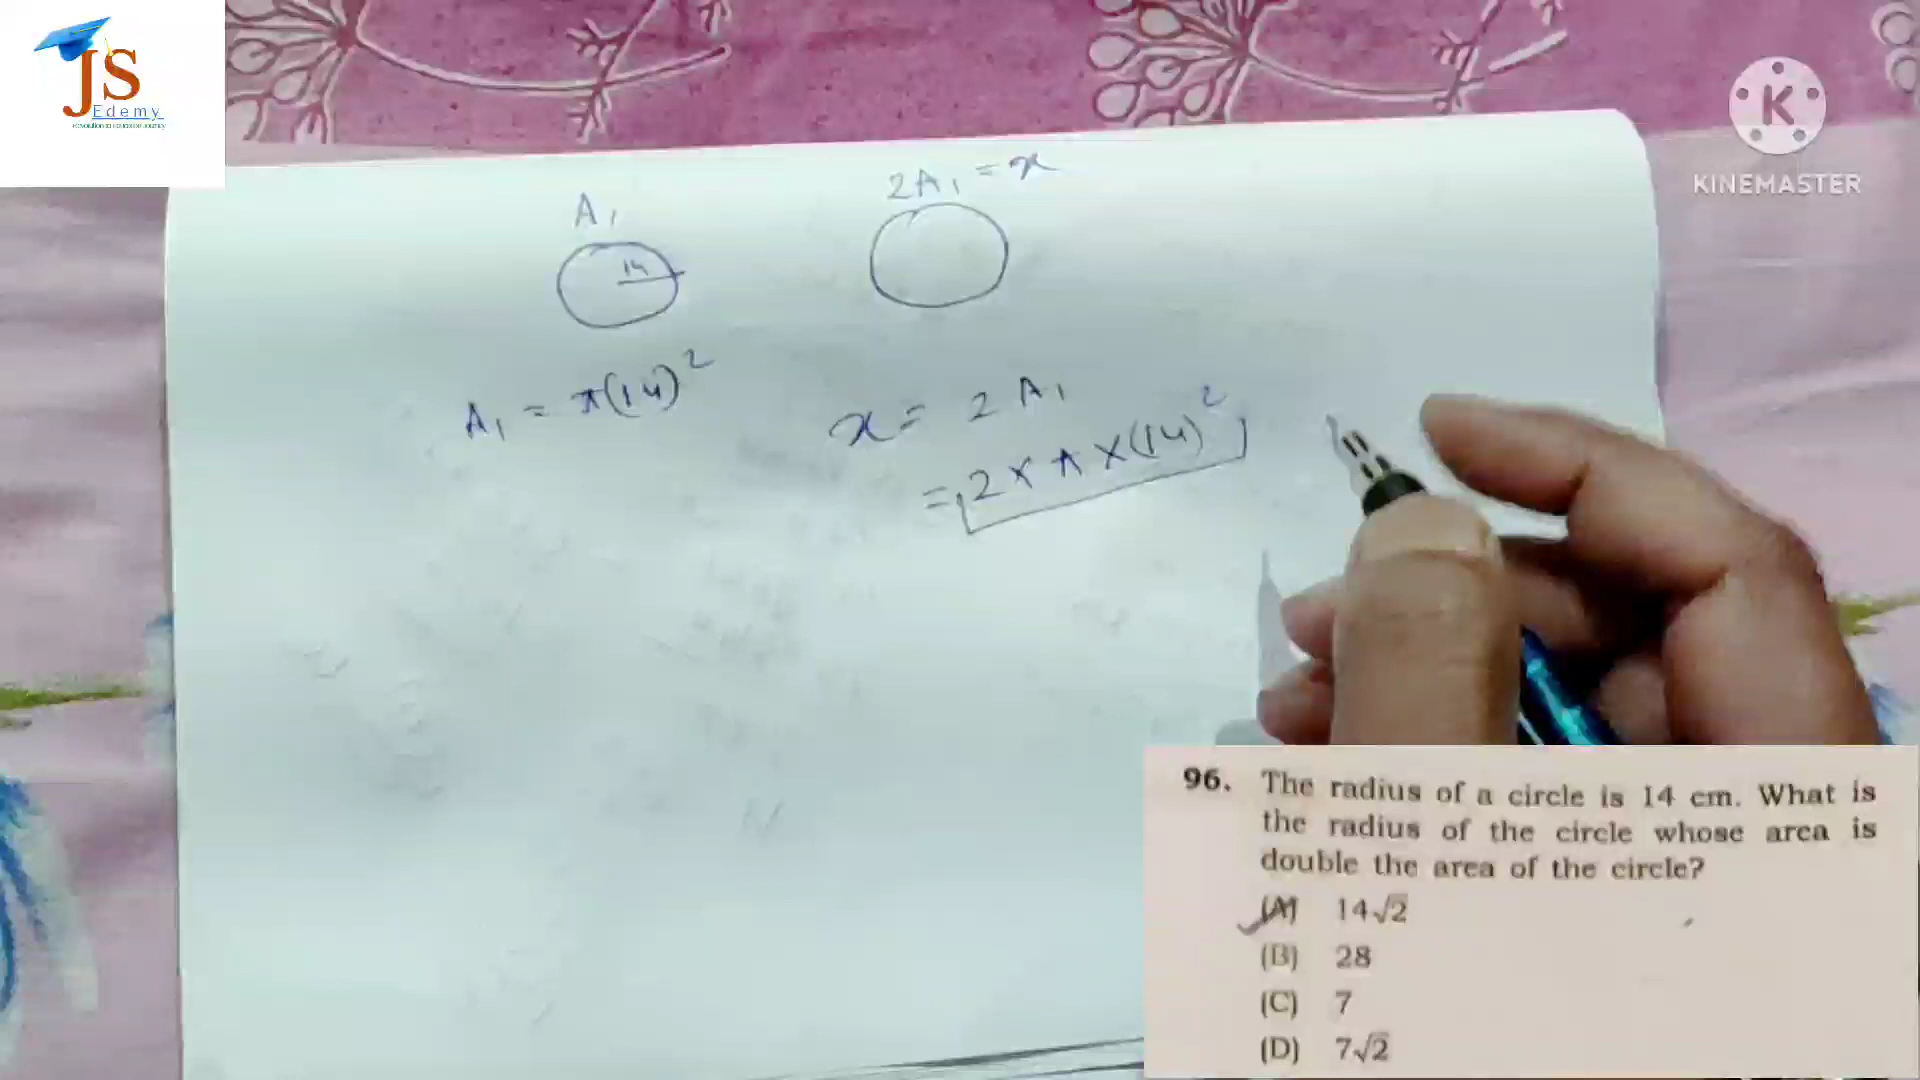 JS
Edemy
K
KINEMASTER
A₁
2A₁ = x
14
A₁ = π(14)²
x = 2A₁
= 2 × π × (14)²
96. The radius of a circle is 14 cm. What is
the radius of the circle whose area is
double the area of the circle?
(A) 14√2
(B) 28
(C) 7
(D) 7√2